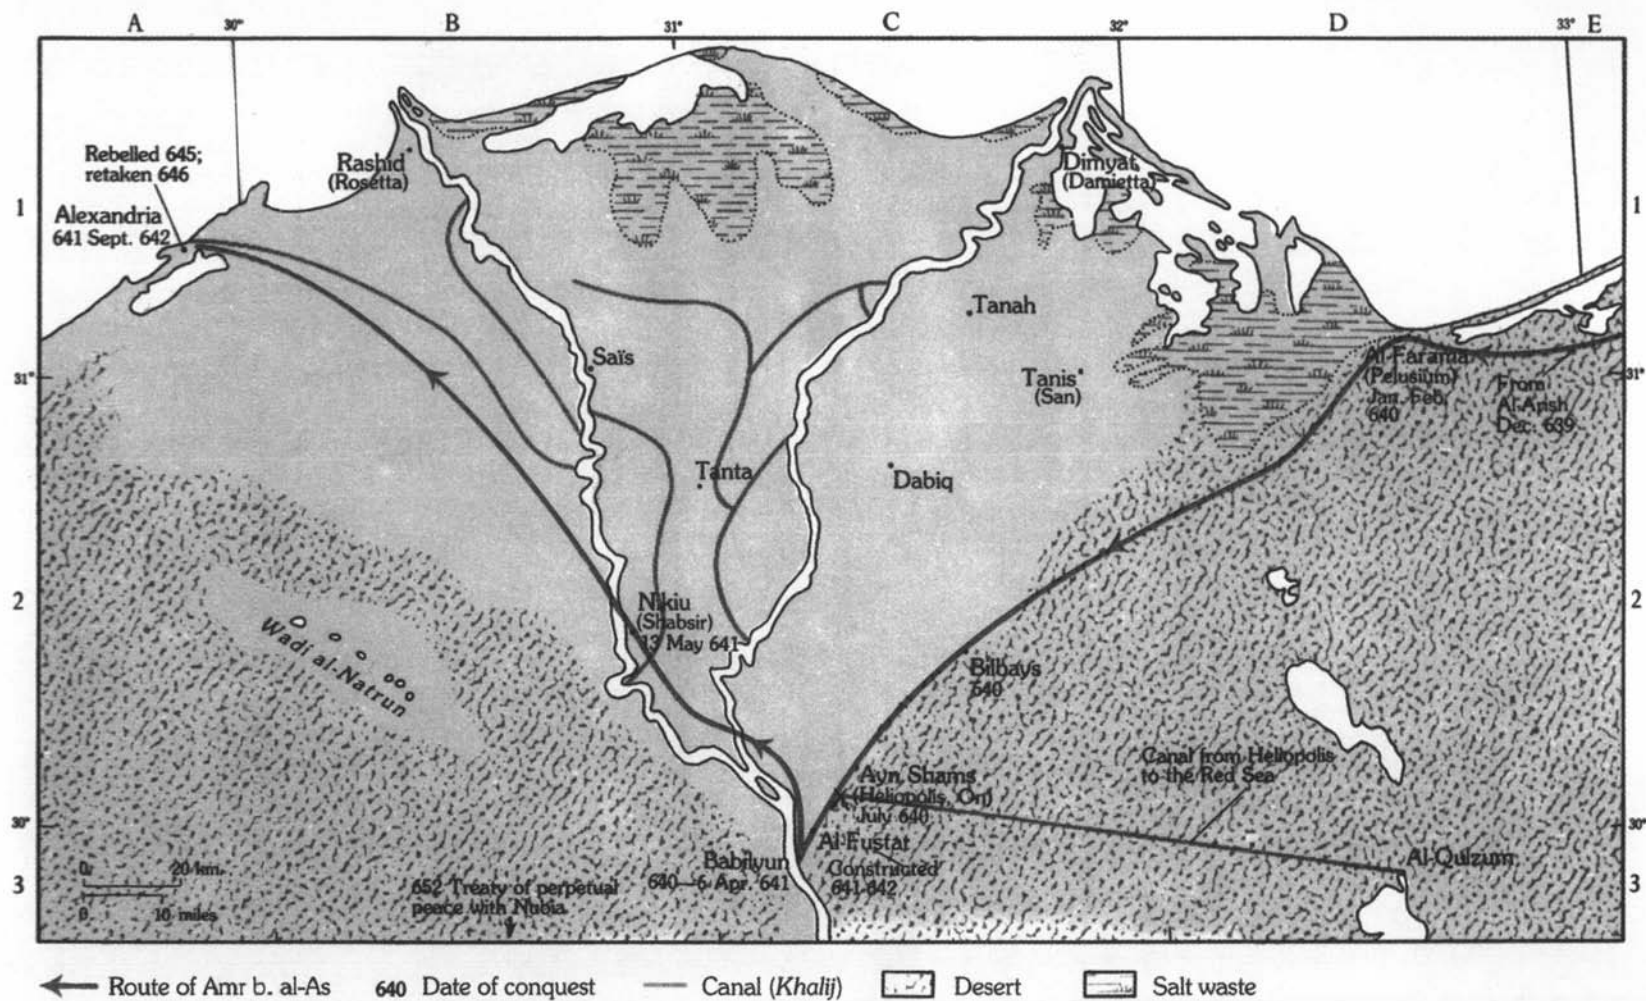 A
30°
B
31°
C
32°
D
33°
E
Rebelled 645;
retaken 646
Rashid
(Rosetta)
Dimyat
(Damietta)
1
1
Alexandria
641 Sept. 642
Tanah
Saïs
Tanis
(San)
31°
31°
Al-Farama
(Pelusium)
Jan. Feb.
640
From
Al-Arish
Dec. 639
Tanta
Dabiq
2
2
Nikiu
(Shabsir)
13 May 641
Wadi al-Natrun
Bilbays
640
Canal from Heliopolis
to the Red Sea
Ayn Shams
(Heliopolis, On)
July 640
30°
30°
Al-Fustat
Constructed
641-642
Al-Qulzum
Babilyun
640—6 Apr. 641
0 20 km.
0 10 miles
3
3
652 Treaty of perpetual
peace with Nubia
Route of Amr b. al-As 640 Date of conquest Canal (Khalij) Desert Salt waste